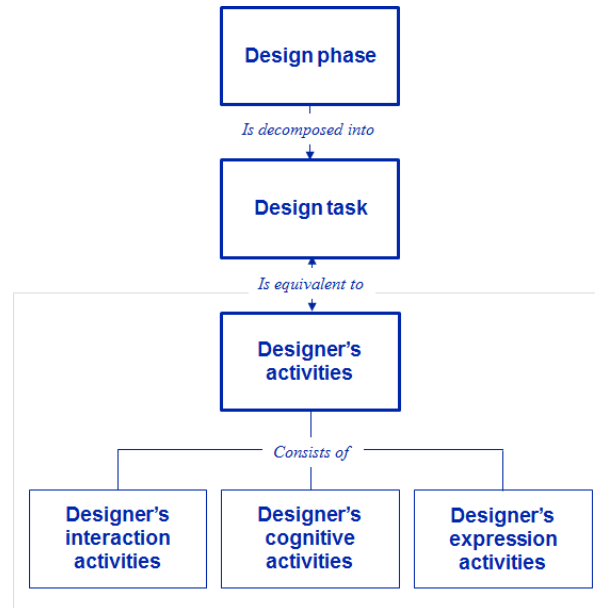 Design phase
Is decomposed into
Design task
Is equivalent to
Designer’s
activities
Consists of
Designer’s
interaction
activities
Designer’s
cognitive
activities
Designer’s
expression
activities